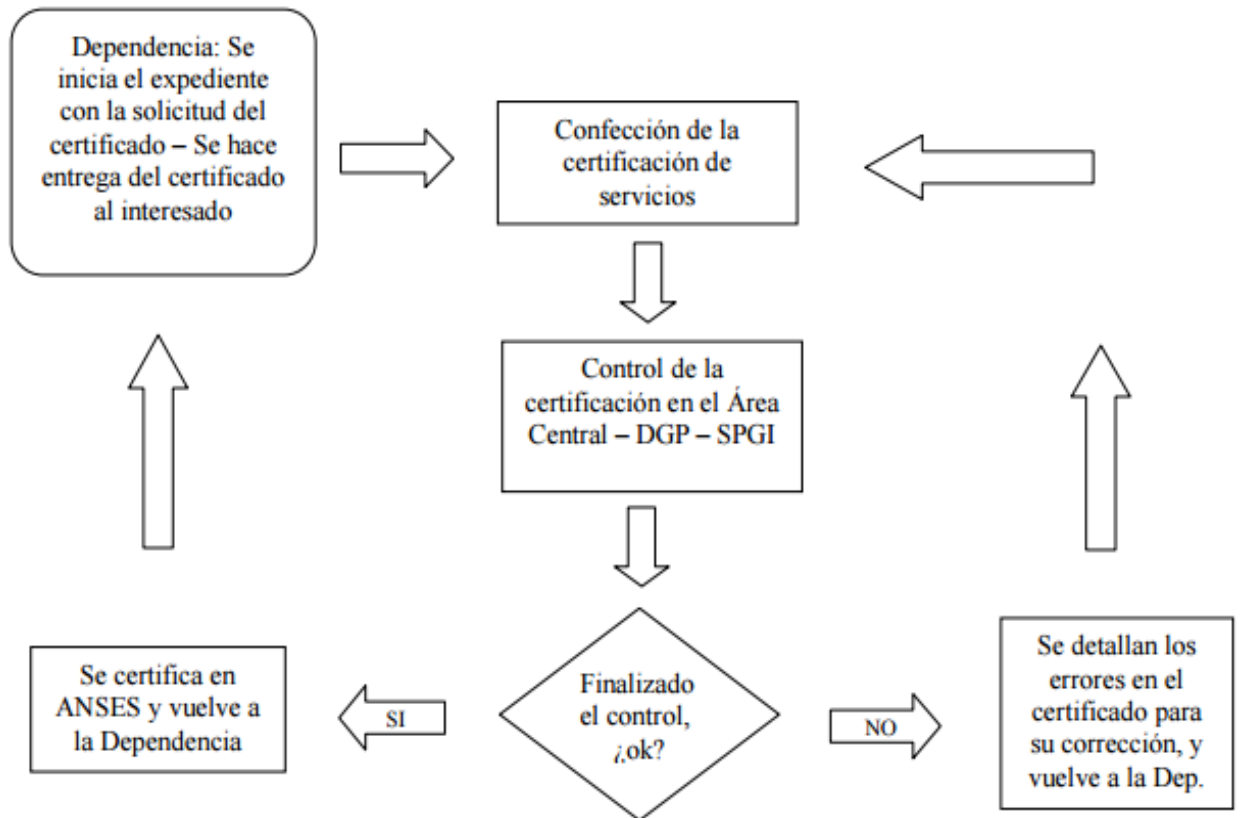 Dependencia: Se
inicia el expediente
con la solicitud del
certificado – Se hace
entrega del certificado
al interesado
Confección de la
certificación de
servicios
Control de la
certificación en el Área
Central – DGP – SPGI
Finalizado
el control,
¿ok?
SI
Se certifica en
ANSES y vuelve a
la Dependencia
NO
Se detallan los
errores en el
certificado para
su corrección, y
vuelve a la Dep.